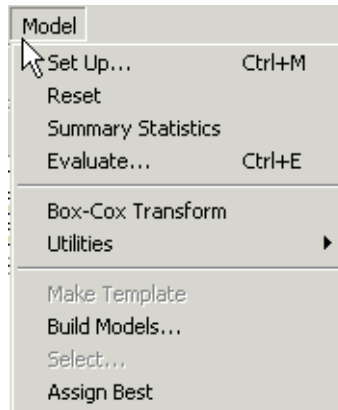 Model
Set Up... Ctrl+M
Reset
Summary Statistics
Evaluate... Ctrl+E
Box-Cox Transform
Utilities
Make Template
Build Models...
Select...
Assign Best